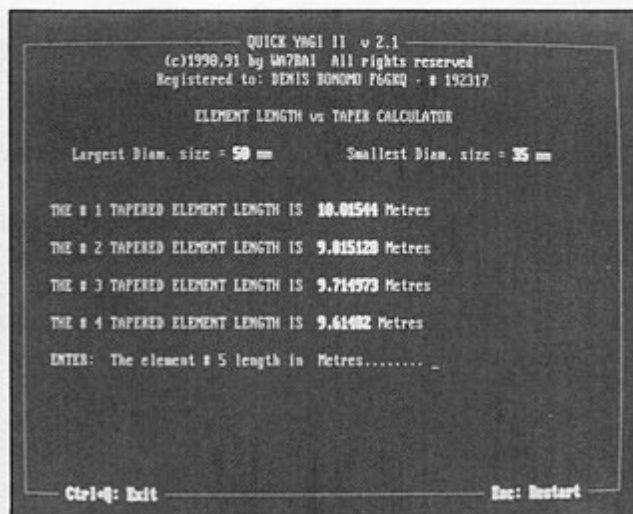 QUICK YAGI II v 2.1
(c)1990,91 by WA7RAI All rights reserved
Registered to: DENIS BONOMO F6GKQ - # 192317
ELEMENT LENGTH vs TAPER CALCULATOR
Largest Diam. size = 50 mm Smallest Diam. size = 35 mm
THE # 1 TAPERED ELEMENT LENGTH IS 10.01544 Metres
THE # 2 TAPERED ELEMENT LENGTH IS 9.815128 Metres
THE # 3 TAPERED ELEMENT LENGTH IS 9.714973 Metres
THE # 4 TAPERED ELEMENT LENGTH IS 9.61482 Metres
ENTER: The element # 5 length in Metres........ _
Ctrl+Q: Exit Esc: Restart